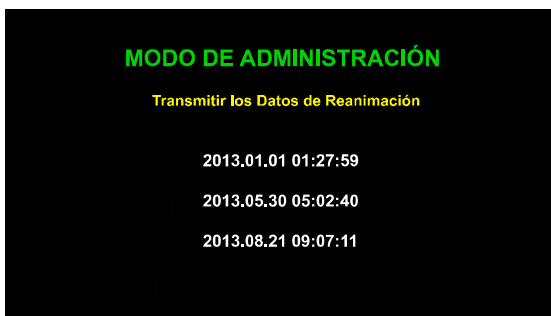 MODO DE ADMINISTRACIÓN
Transmitir los Datos de Reanimación
2013.01.01 01:27:59
2013.05.30 05:02:40
2013.08.21 09:07:11